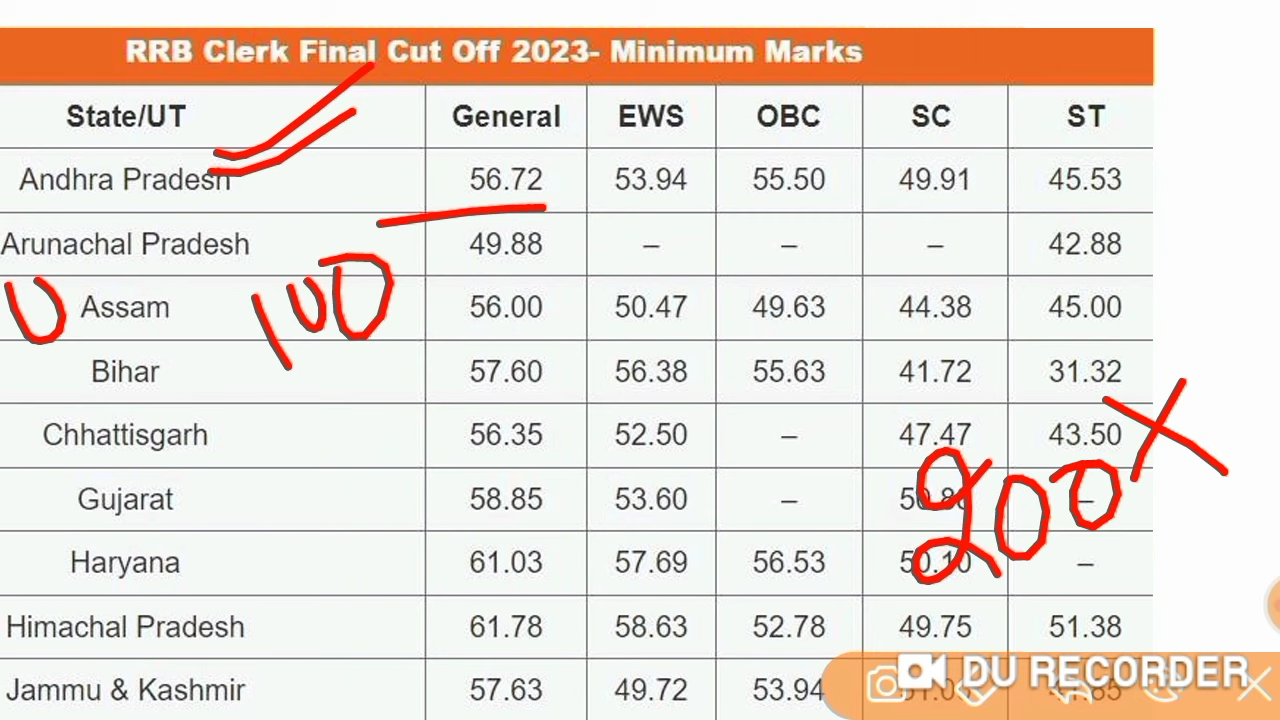 RRB Clerk Final Cut Off 2023- Minimum Marks
State/UT General EWS OBC SC ST
Andhra Pradesh 56.72 53.94 55.50 49.91 45.53
Arunachal Pradesh 49.88 – – – 42.88
100
Assam 56.00 50.47 49.63 44.38 45.00
Bihar 57.60 56.38 55.63 41.72 31.32
Chhattisgarh 56.35 52.50 – 47.47 43.50
200
Gujarat 58.85 53.60 – –
Haryana 61.03 57.69 56.53 50.10 –
Himachal Pradesh 61.78 58.63 52.78 49.75 51.38
Jammu & Kashmir 57.63 49.72 53.94
DU RECORDER